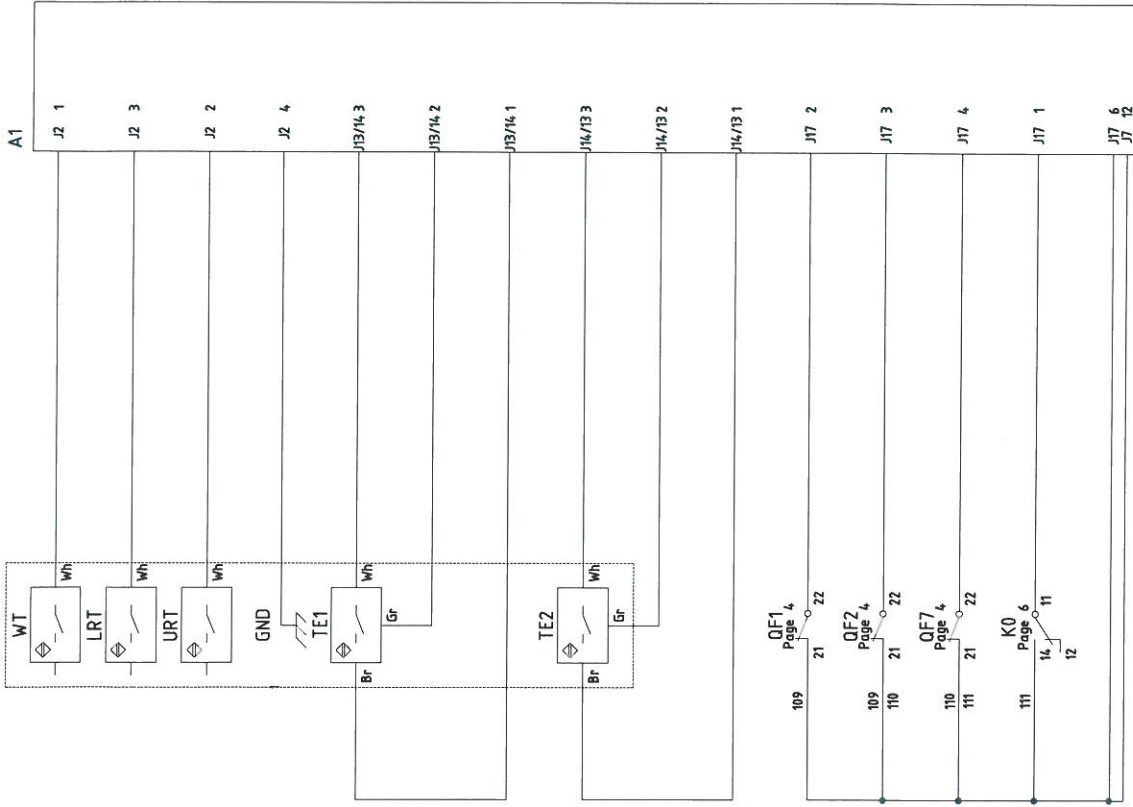 A1
J2 1
J2 3
J2 2
J2 4
J13/14 3
J13/14 2
J13/14 1
J14/13 3
J14/13 2
J14/13 1
J17 2
J17 3
J17 4
J17 1
J17 6
J7 12
WT
Wh
LRT
Wh
URT
Wh
GND
TE1
Wh
Gr
Br
TE2
Wh
Gr
Br
QF1
Page 4
22
21
109
QF2
Page 4
22
21
109
110
QF7
Page 4
22
21
110
111
K0
Page 6
11
14
12
111